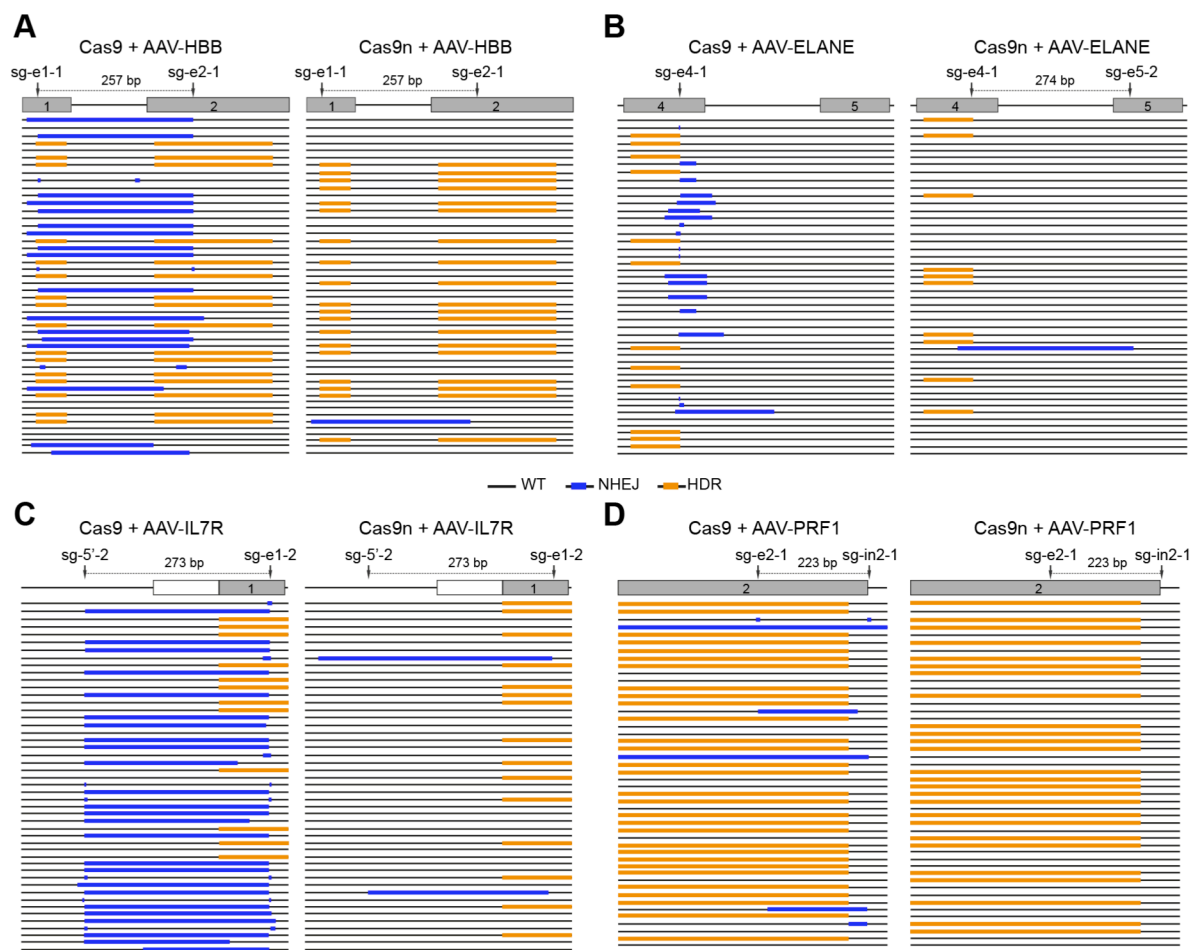 A
Cas9 + AAV-HBB
Cas9n + AAV-HBB
sg-e1-1
257 bp
sg-e2-1
sg-e1-1
257 bp
sg-e2-1
1
2
1
2
B
Cas9 + AAV-ELANE
Cas9n + AAV-ELANE
sg-e4-1
sg-e4-1
274 bp
sg-e5-2
4
5
4
5
WT
NHEJ
HDR
C
Cas9 + AAV-IL7R
Cas9n + AAV-IL7R
sg-5'-2
273 bp
sg-e1-2
sg-5'-2
273 bp
sg-e1-2
1
1
D
Cas9 + AAV-PRF1
Cas9n + AAV-PRF1
sg-e2-1
223 bp
sg-in2-1
sg-e2-1
223 bp
sg-in2-1
2
2